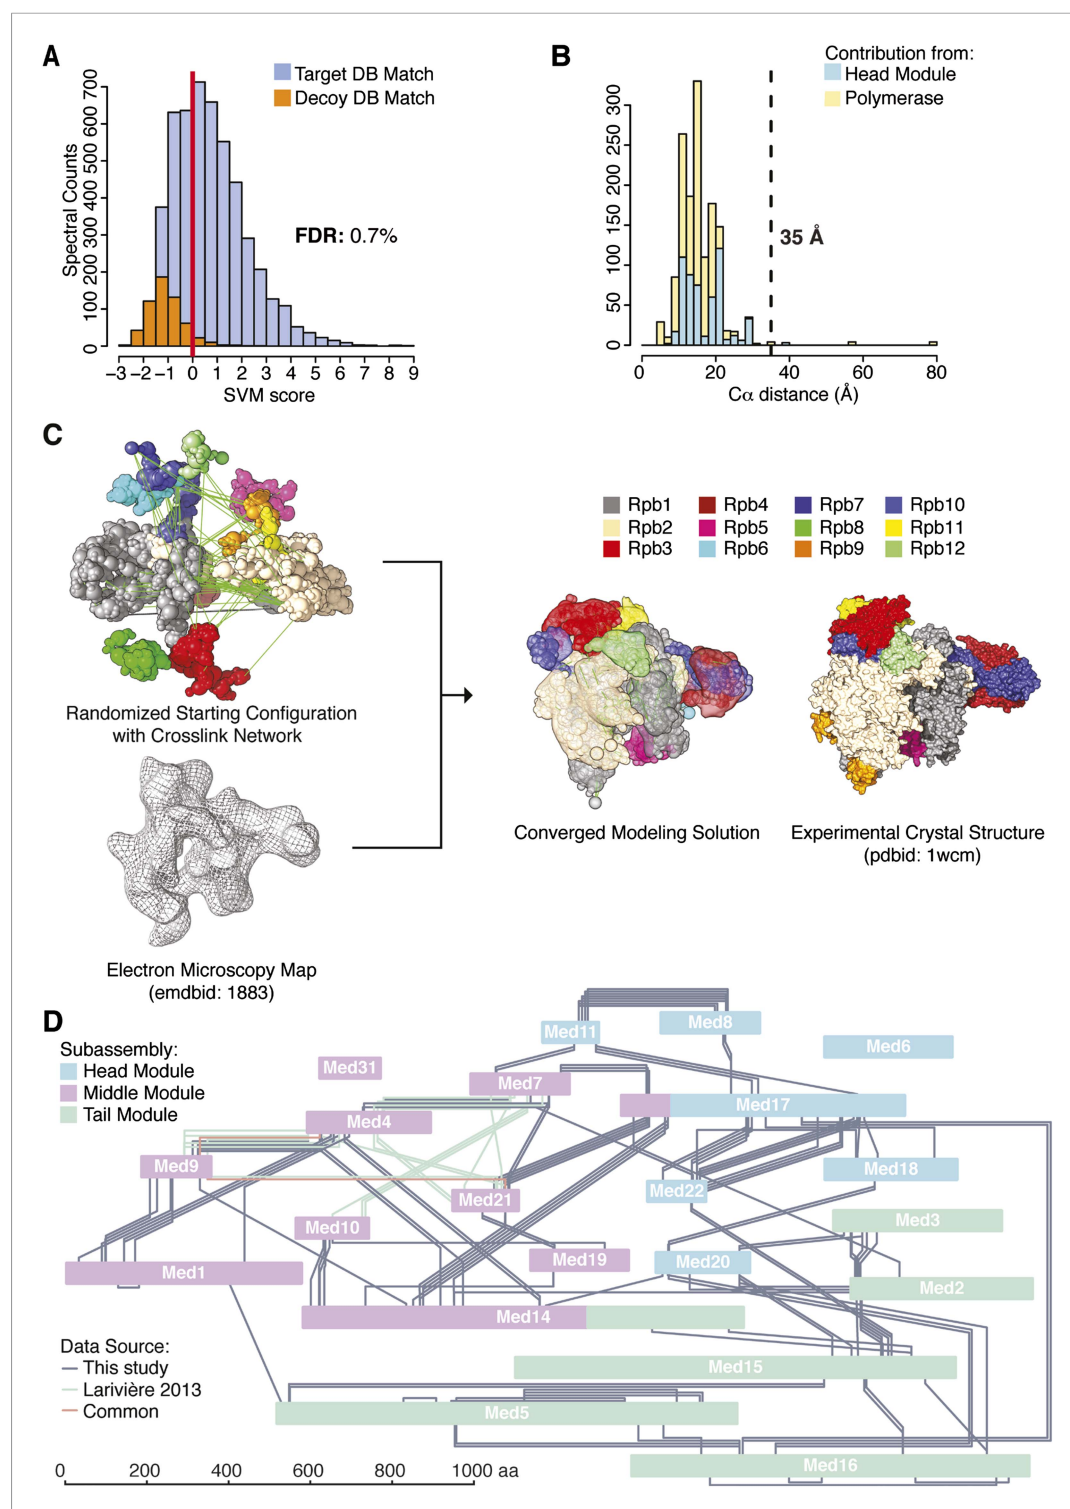 A
Target DB Match
Decoy DB Match
Spectral Counts
0 100 200 300 400 500 600 700
FDR: 0.7%
−3 −2 −1 0 1 2 3 4 5 6 7 8 9
SVM score
B
Contribution from:
Head Module
Polymerase
0 50 100 150 200 250 300
35 Å
0 20 40 60 80
Cα distance (Å)
C
Randomized Starting Configuration
with Crosslink Network
Electron Microscopy Map
(emdbid: 1883)
Rpb1 Rpb4 Rpb7 Rpb10
Rpb2 Rpb5 Rpb8 Rpb11
Rpb3 Rpb6 Rpb9 Rpb12
Converged Modeling Solution
Experimental Crystal Structure
(pdbid: 1wcm)
D
Subassembly:
Head Module
Middle Module
Tail Module
Med11
Med8
Med6
Med31
Med7
Med17
Med4
Med9
Med18
Med21
Med22
Med10
Med3
Med19
Med20
Med1
Med2
Med14
Med15
Med5
Med16
Data Source:
This study
Larivière 2013
Common
0 200 400 600 800 1000 aa